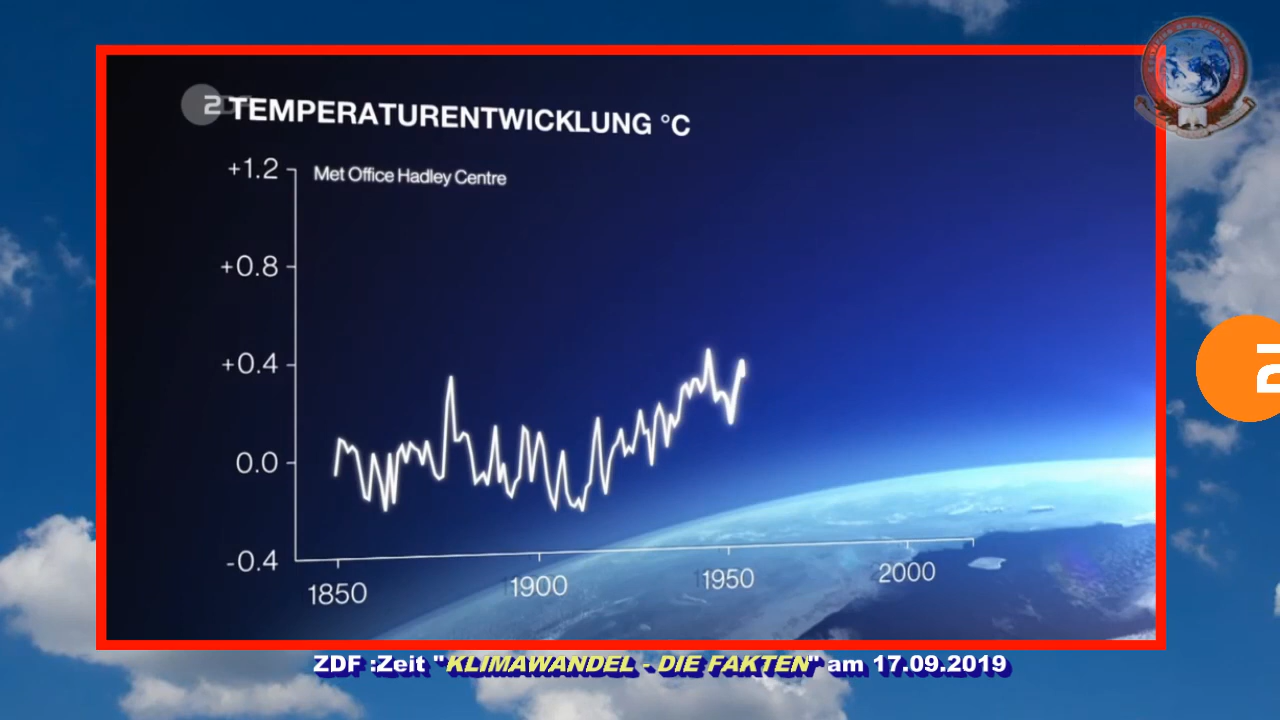 ZDF
TEMPERATURENTWICKLUNG °C
+1.2
Met Office Hadley Centre
+0.8
+0.4
0.0
-0.4
1850
1900
1950
2000
ZDF :Zeit "KLIMAWANDEL - DIE FAKTEN" am 17.09.2019